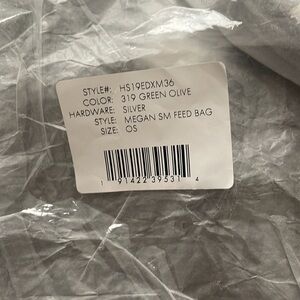 STYLE#: HS19EDXM36
COLOR: 319 GREEN OLIVE
HARDWARE: SILVER
STYLE: MEGAN SM FEED BAG
SIZE: OS
1 91422 39531 4